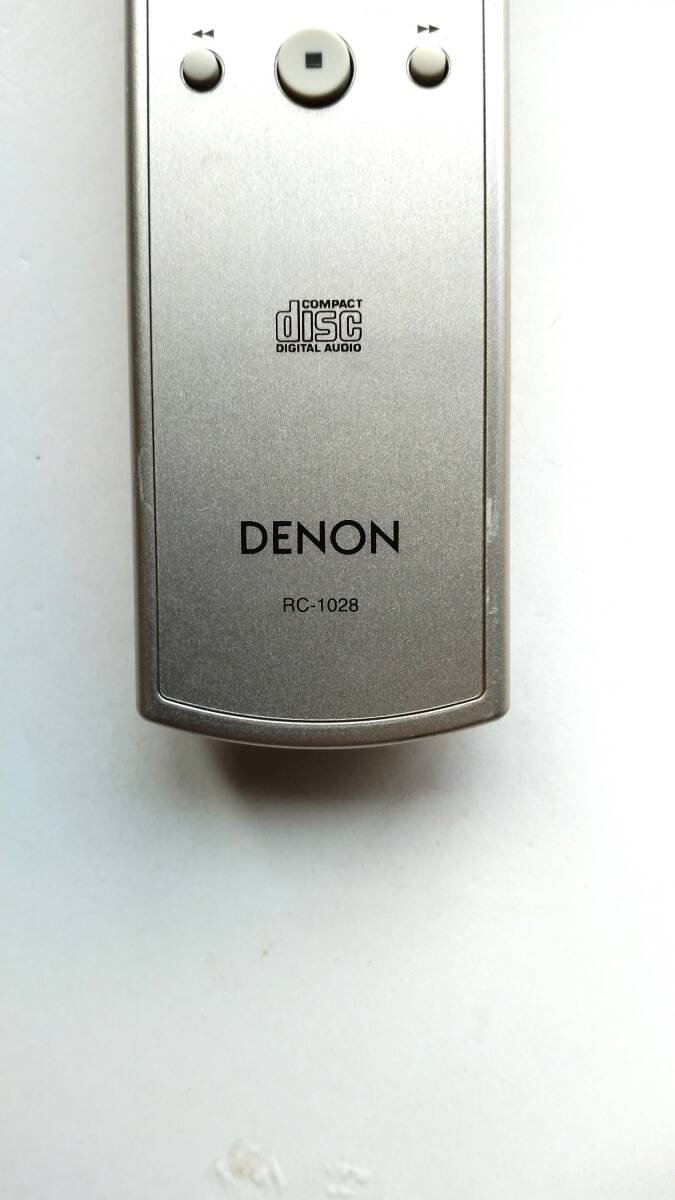 COMPACT
disc
DIGITAL AUDIO
DENON
RC-1028